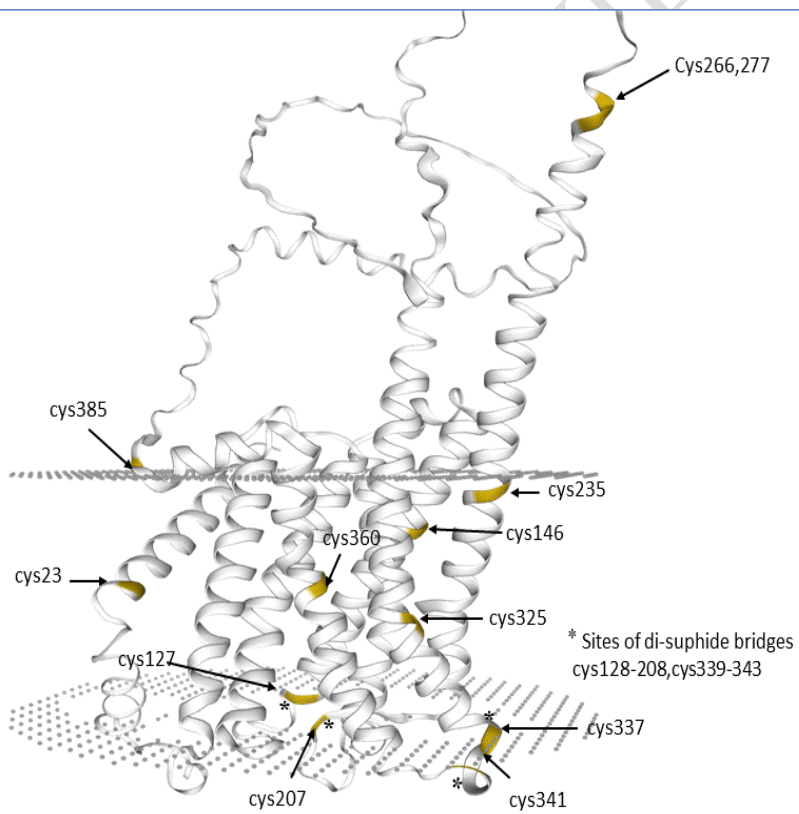 Cys266,277
cys385
cys235
cys146
cys360
cys23
cys325
* Sites of di-suphide bridges
cys128-208,cys339-343
cys127
*
*
*
cys337
*
cys207
cys341